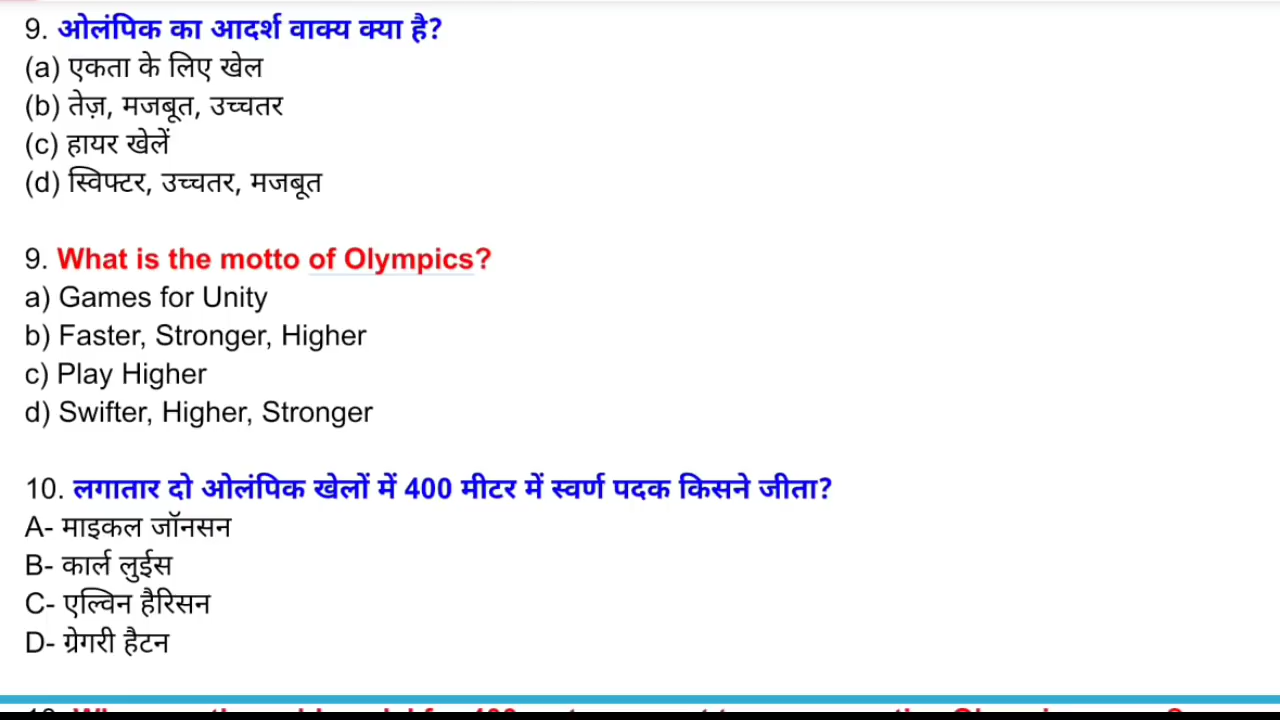 9. ओलंपिक का आदर्श वाक्य क्या है?
(a) एकता के लिए खेल
(b) तेज़, मजबूत, उच्चतर
(c) हायर खेलें
(d) स्विफ्टर, उच्चतर, मजबूत
9. What is the motto of Olympics?
a) Games for Unity
b) Faster, Stronger, Higher
c) Play Higher
d) Swifter, Higher, Stronger
10. लगातार दो ओलंपिक खेलों में 400 मीटर में स्वर्ण पदक किसने जीता?
A- माइकल जॉनसन
B- कार्ल लुईस
C- एल्विन हैरिसन
D- ग्रेगरी हैटन